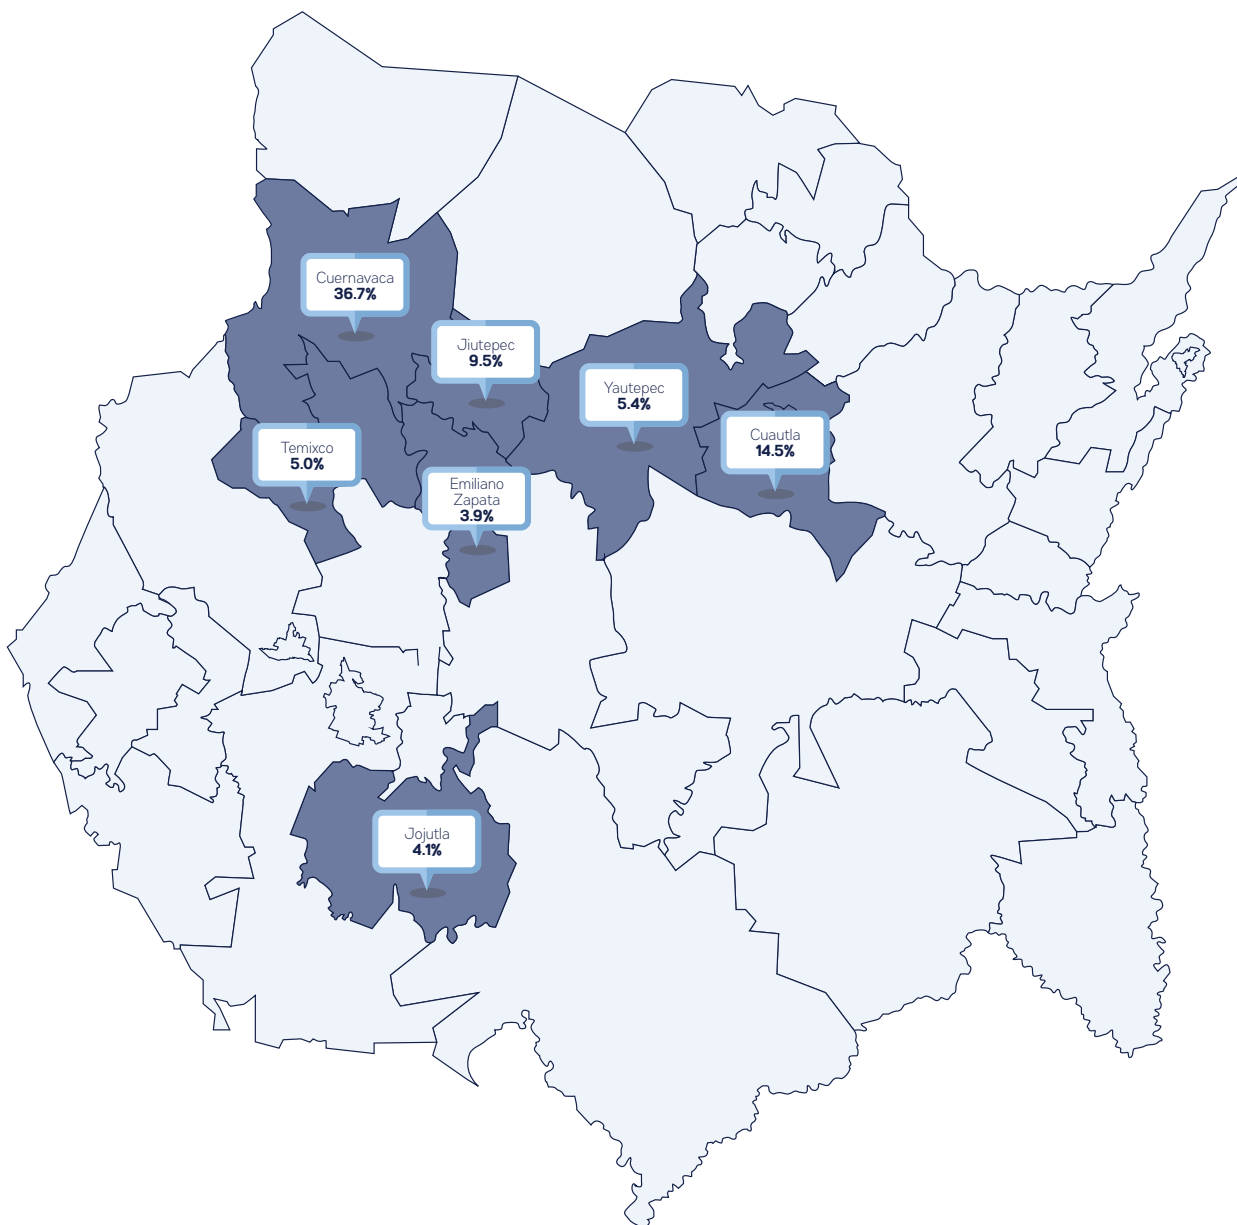 Cuernavaca
36.7%
Jiutepec
9.5%
Yautepec
5.4%
Cuautla
14.5%
Temixco
5.0%
Emiliano
Zapata
3.9%
Jojutla
4.1%